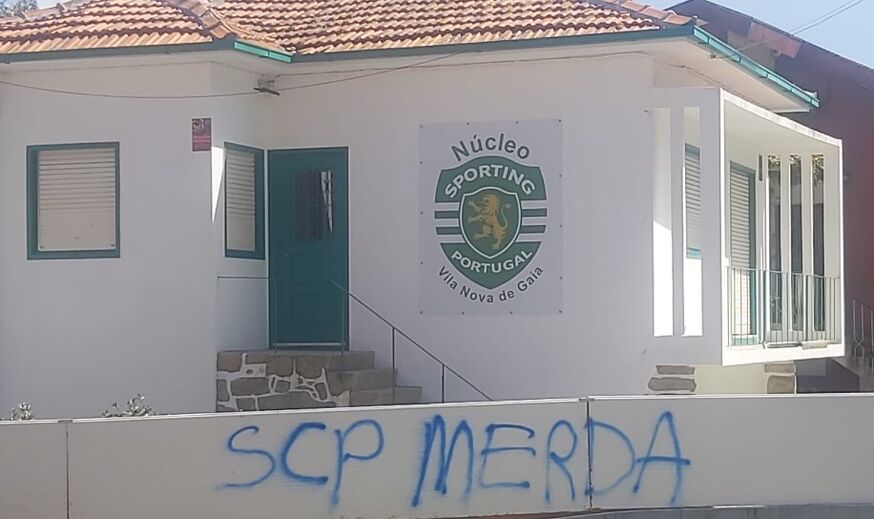 Núcleo
SPORTING
PORTUGAL
Vila Nova de Gaia
SCP MERDA